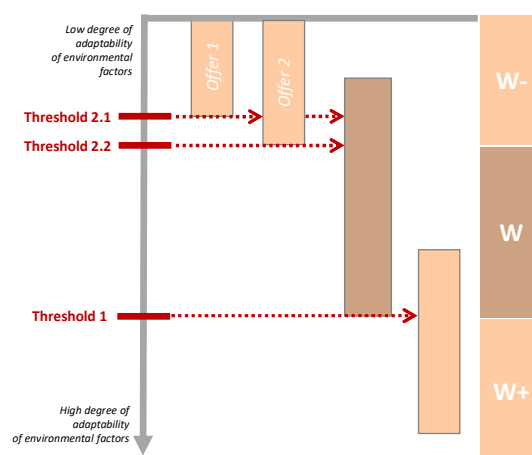 Low degree of
adaptability
of environmental
factors
Offer 1
Offer 2
W-
Threshold 2.1
Threshold 2.2
W
Threshold 1
W+
High degree of
adaptability
of environmental factors